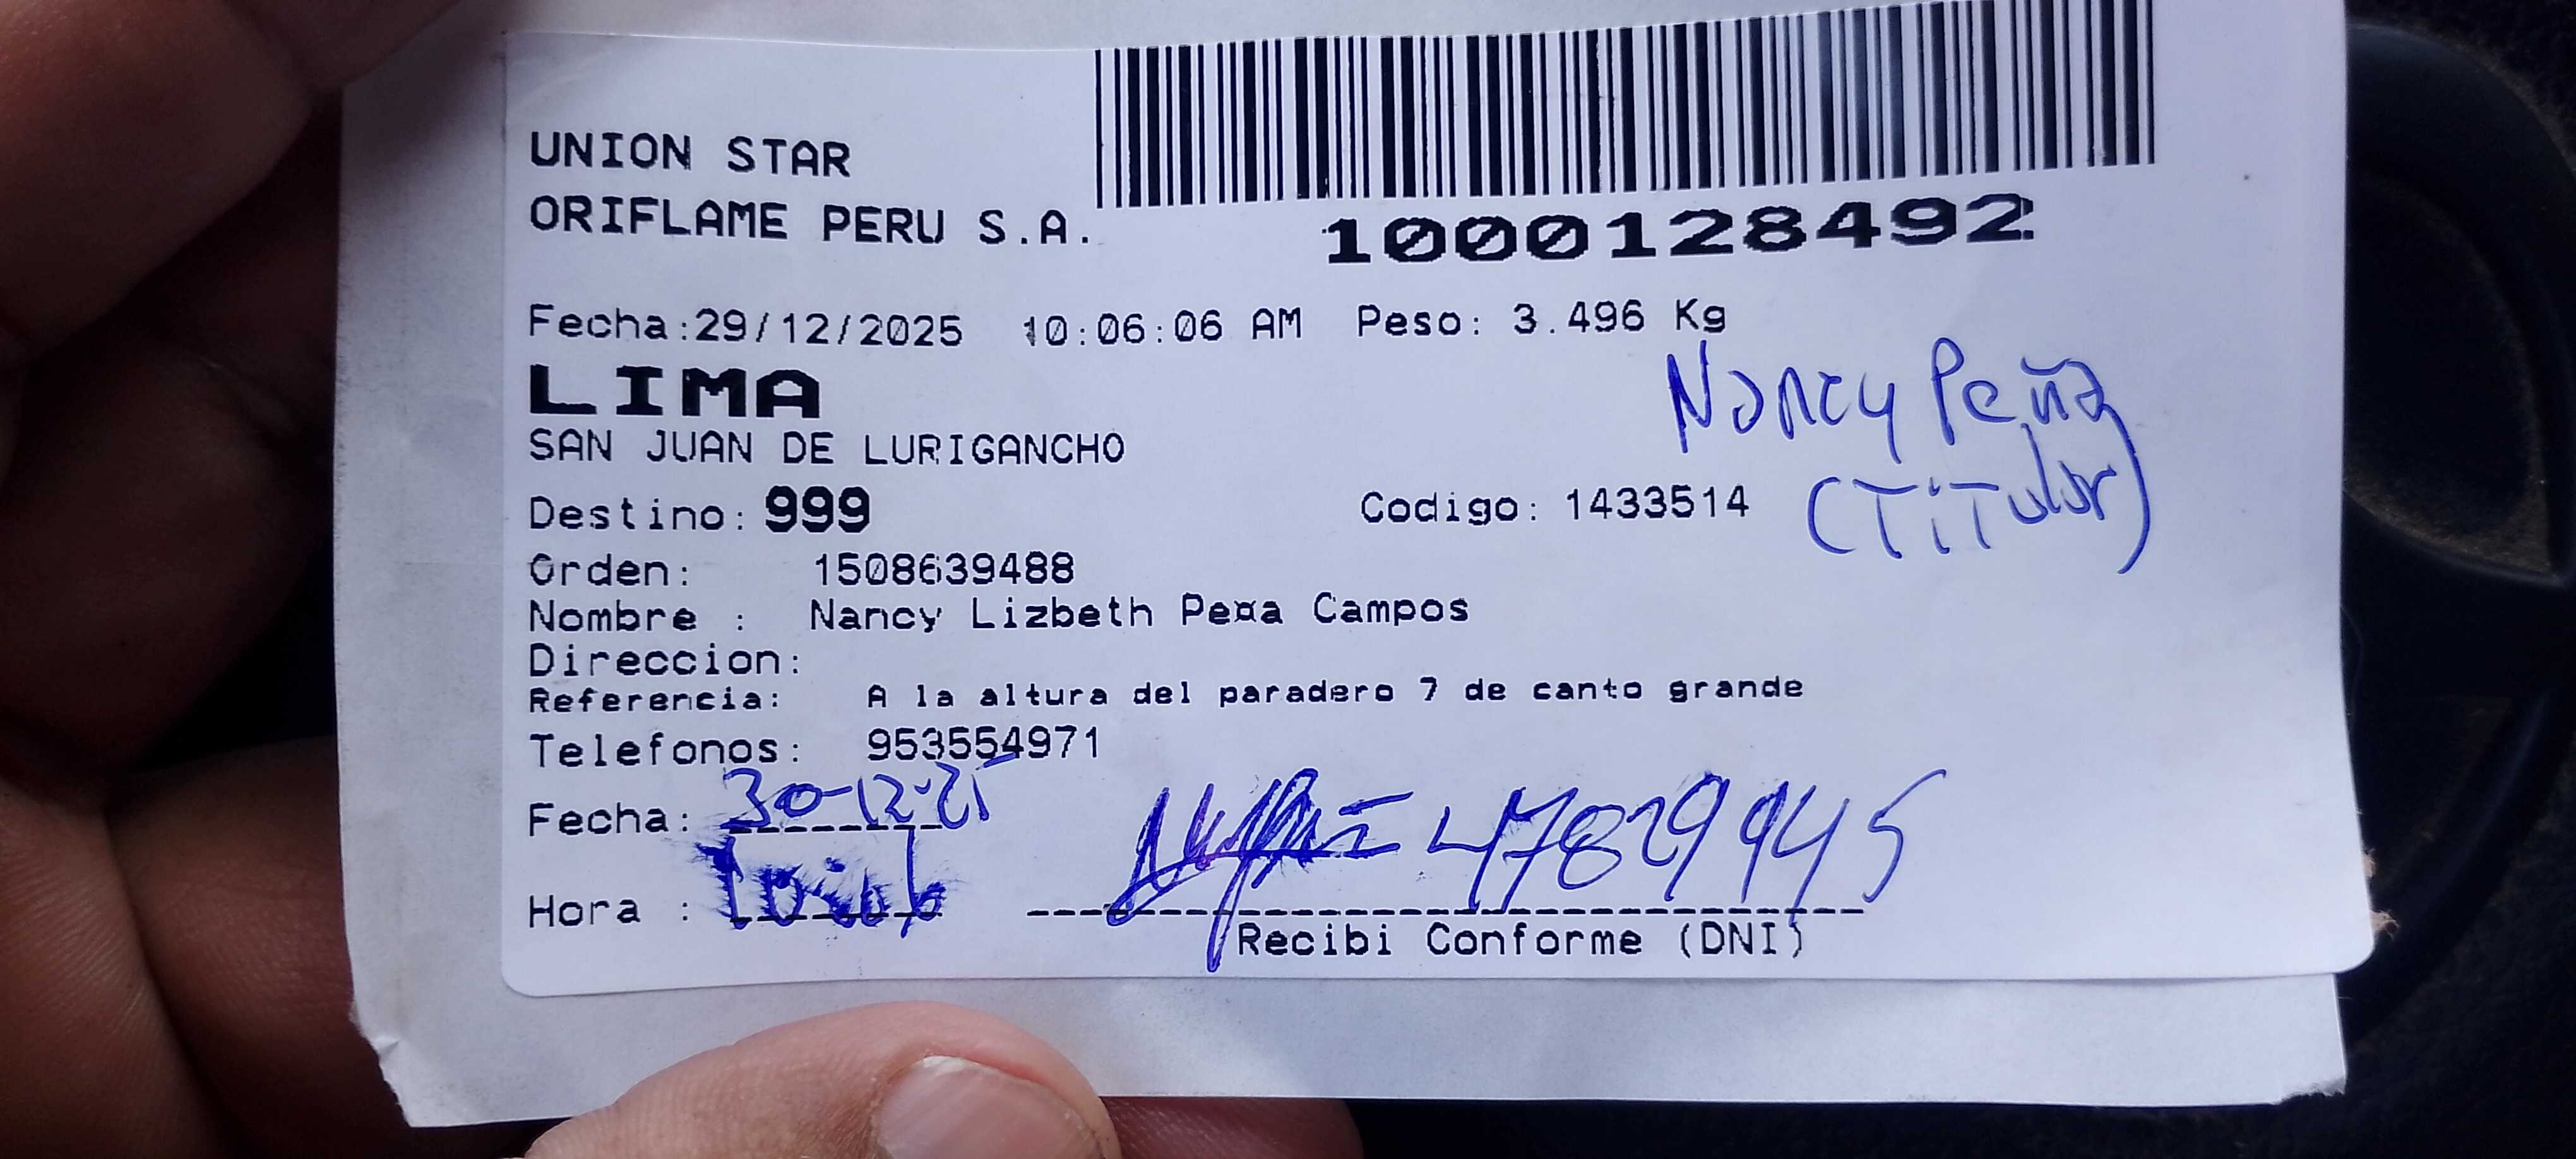 UNION STAR
ORIFLAME PERU S.A.
1000128492
Fecha:29/12/2025 10:06:06 AM Peso: 3.496 Kg
LIMA
Nancy Peña
SAN JUAN DE LURIGANCHO
(Titular)
Destino: 999 Codigo: 1433514
Orden: 1508639488
Nombre : Nancy Lizbeth Pe¤a Campos
Direccion:
Referencia: A la altura del paradero 7 de canto grande
Telefonos: 953554971
Fecha: 30-12-25
47829945
Hora :
Recibi Conforme (DNI)